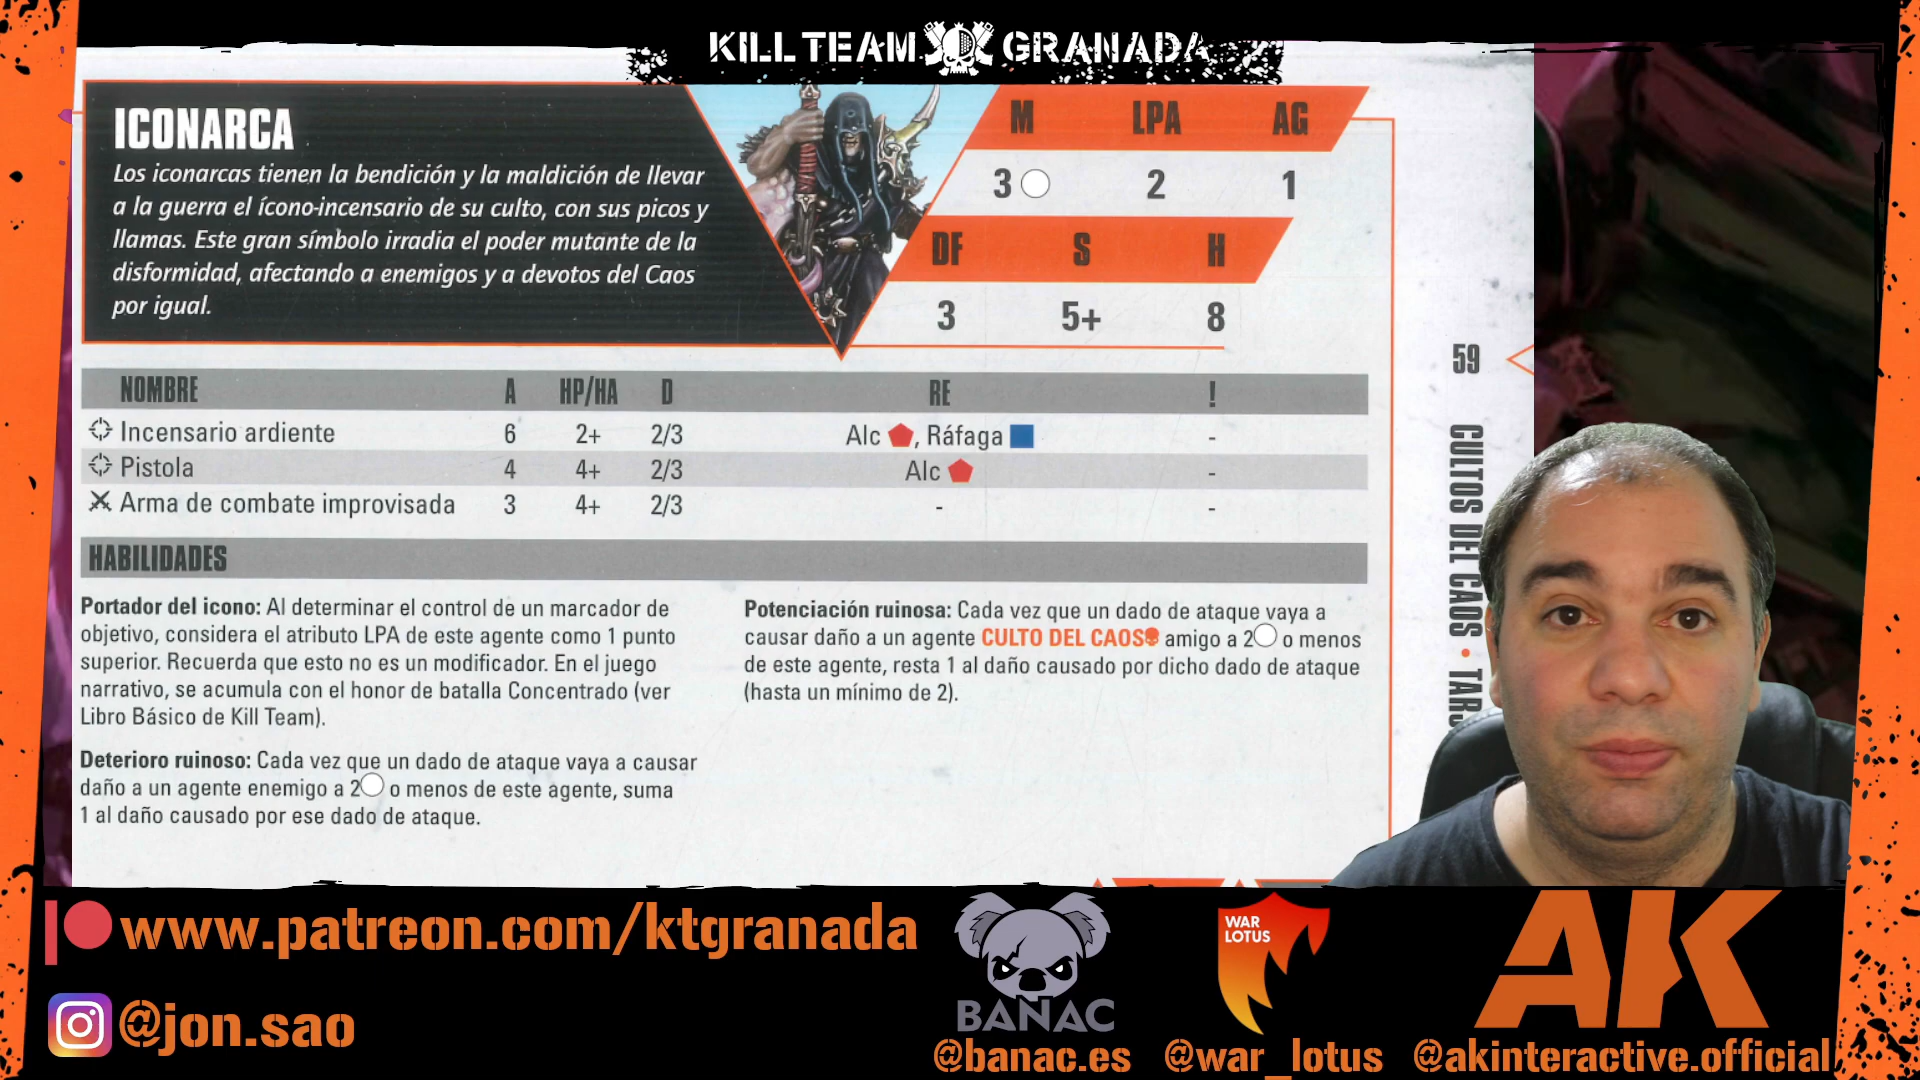 KILL TEAM GRANADA
ICONARCA
Los iconarcas tienen la bendición y la maldición de llevar
a la guerra el ícono-incensario de su culto, con sus picos y
llamas. Este gran símbolo irradia el poder mutante de la
disformidad, afectando a enemigos y a devotos del Caos
por igual.
M LPA AG
3 2 1
DF S H
3 5+ 8
NOMBRE A HP/HA D RE !
Incensario ardiente 6 2+ 2/3 Alc , Ráfaga -
Pistola 4 4+ 2/3 Alc -
Arma de combate improvisada 3 4+ 2/3 - -
HABILIDADES
Portador del icono: Al determinar el control de un marcador de
objetivo, considera el atributo LPA de este agente como 1 punto
superior. Recuerda que esto no es un modificador. En el juego
narrativo, se acumula con el honor de batalla Concentrado (ver
Libro Básico de Kill Team).
Deterioro ruinoso: Cada vez que un dado de ataque vaya a causar
daño a un agente enemigo a 2 o menos de este agente, suma
1 al daño causado por ese dado de ataque.
Potenciación ruinosa: Cada vez que un dado de ataque vaya a
causar daño a un agente CULTO DEL CAOS amigo a 2 o menos
de este agente, resta 1 al daño causado por dicho dado de ataque
(hasta un mínimo de 2).
59
CULTOS DEL CAOS •
www.patreon.com/ktgranada
@jon.sao
BANAC
@banac.es
WAR
LOTUS
@war_lotus
AK
@akinteractive.official